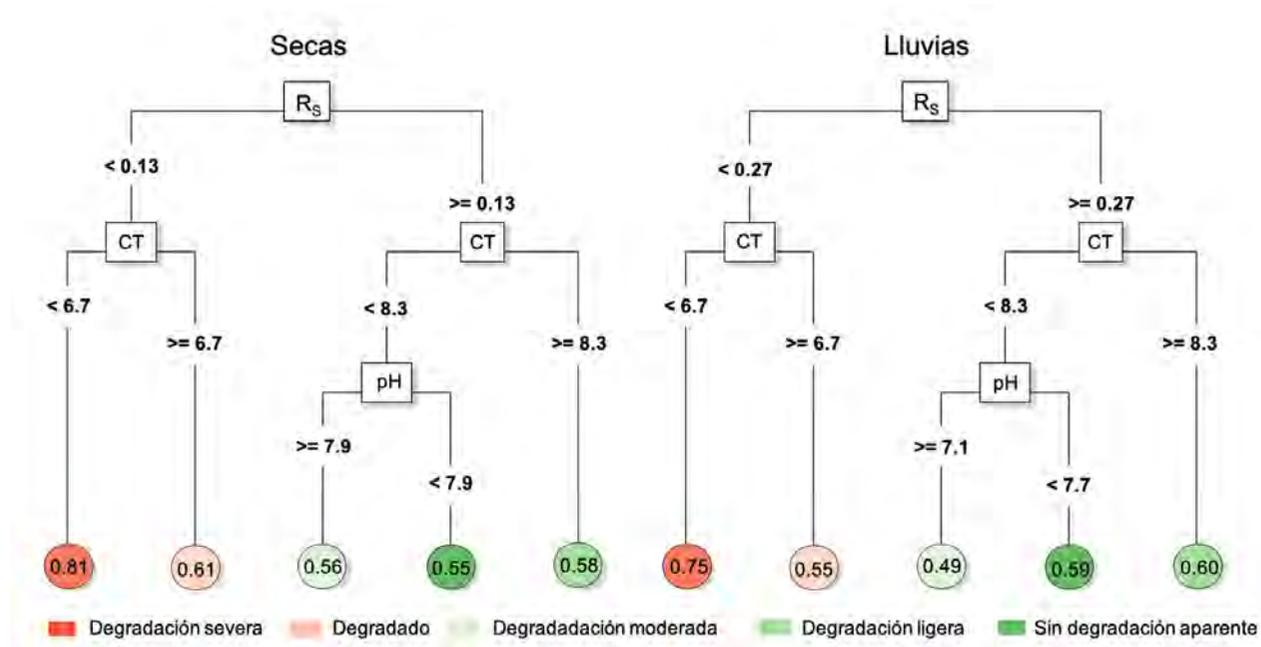 Secas
Lluvias
R_S
R_S
< 0.13
< 0.27
>= 0.13
>= 0.27
CT
CT
CT
CT
< 6.7
< 8.3
< 6.7
< 8.3
>= 6.7
>= 8.3
>= 6.7
>= 8.3
pH
pH
>= 7.9
>= 7.1
< 7.9
< 7.7
0.81
0.61
0.56
0.55
0.58
0.75
0.55
0.49
0.59
0.60
Degradación severa
Degradado
Degradadación moderada
Degradación ligera
Sin degradación aparente